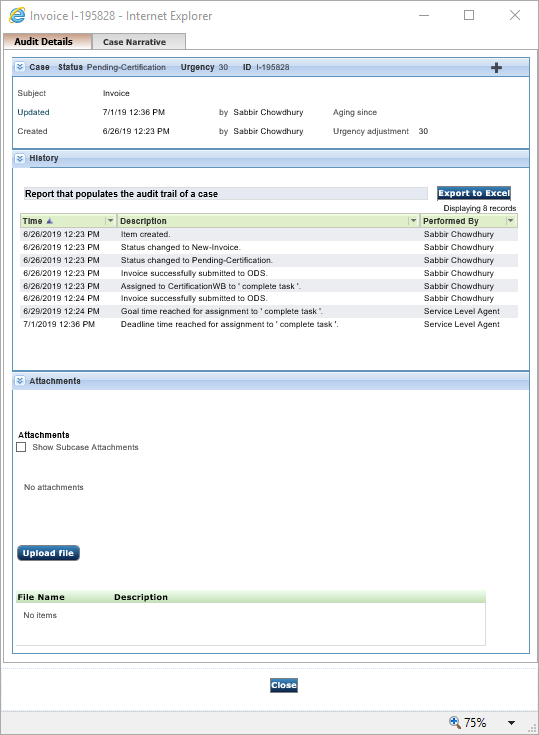 Invoice I-195828 - Internet Explorer
Audit Details Case Narrative
Case Status Pending-Certification Urgency 30 ID I-195828
Subject Invoice
Updated 7/1/19 12:36 PM by Sabbir Chowdhury Aging since
Created 6/26/19 12:23 PM by Sabbir Chowdhury Urgency adjustment 30
History
Report that populates the audit trail of a case Export to Excel
Displaying 8 records
Time Description Performed By
6/26/2019 12:23 PM Item created. Sabbir Chowdhury
6/26/2019 12:23 PM Status changed to New-Invoice. Sabbir Chowdhury
6/26/2019 12:23 PM Status changed to Pending-Certification. Sabbir Chowdhury
6/26/2019 12:23 PM Invoice successfully submitted to ODS. Sabbir Chowdhury
6/26/2019 12:23 PM Assigned to CertificationWB to ' complete task '. Sabbir Chowdhury
6/26/2019 12:24 PM Invoice successfully submitted to ODS. Sabbir Chowdhury
6/29/2019 12:24 PM Goal time reached for assignment to ' complete task '. Service Level Agent
7/1/2019 12:36 PM Deadline time reached for assignment to ' complete task '. Service Level Agent
Attachments
Attachments
Show Subcase Attachments
No attachments
Upload file
File Name Description
No items
Close
75%